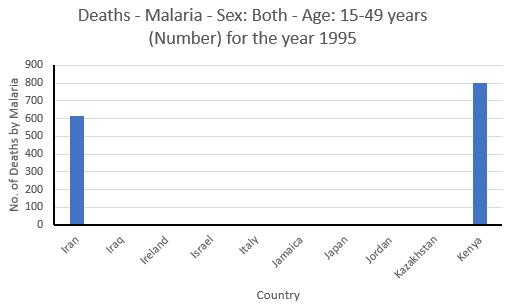 Deaths - Malaria - Sex: Both - Age: 15-49 years
(Number) for the year 1995
No. of Deaths by Malaria
900
800
700
600
500
400
300
200
100
0
Iran
Iraq
Ireland
Israel
Italy
Jamaica
Japan
Jordan
Kazakhstan
Kenya
Country